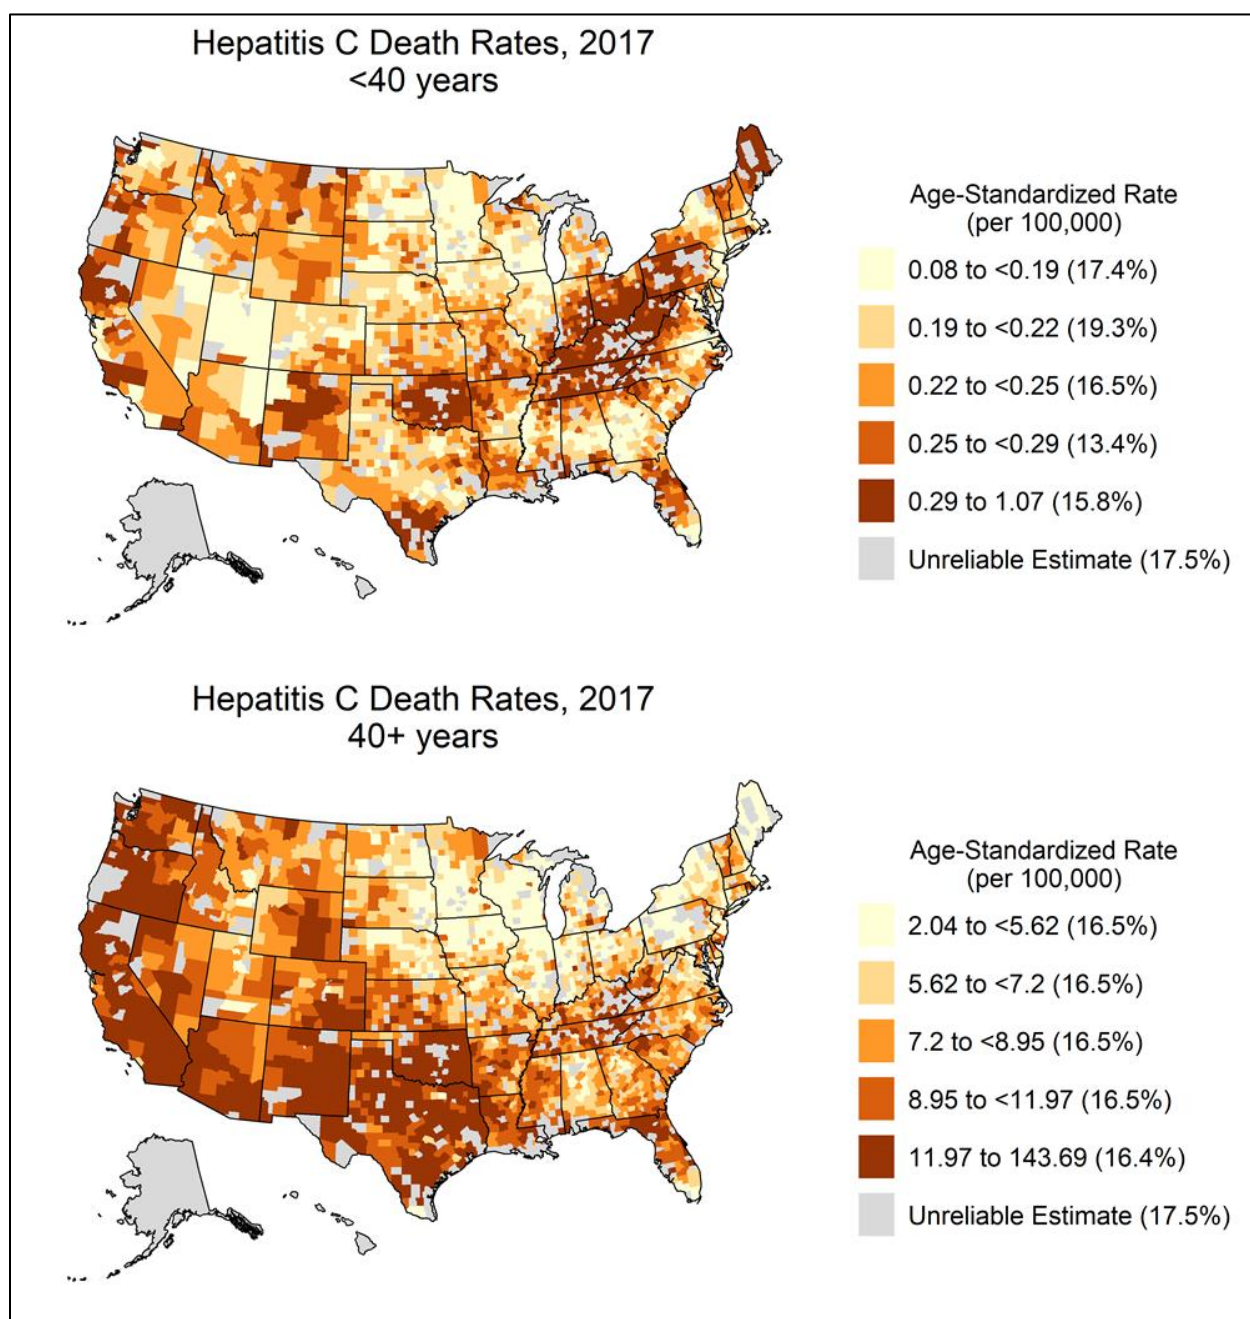 Hepatitis C Death Rates, 2017
<40 years
Age-Standardized Rate
(per 100,000)
0.08 to <0.19 (17.4%)
0.19 to <0.22 (19.3%)
0.22 to <0.25 (16.5%)
0.25 to <0.29 (13.4%)
0.29 to 1.07 (15.8%)
Unreliable Estimate (17.5%)
Hepatitis C Death Rates, 2017
40+ years
Age-Standardized Rate
(per 100,000)
2.04 to <5.62 (16.5%)
5.62 to <7.2 (16.5%)
7.2 to <8.95 (16.5%)
8.95 to <11.97 (16.5%)
11.97 to 143.69 (16.4%)
Unreliable Estimate (17.5%)